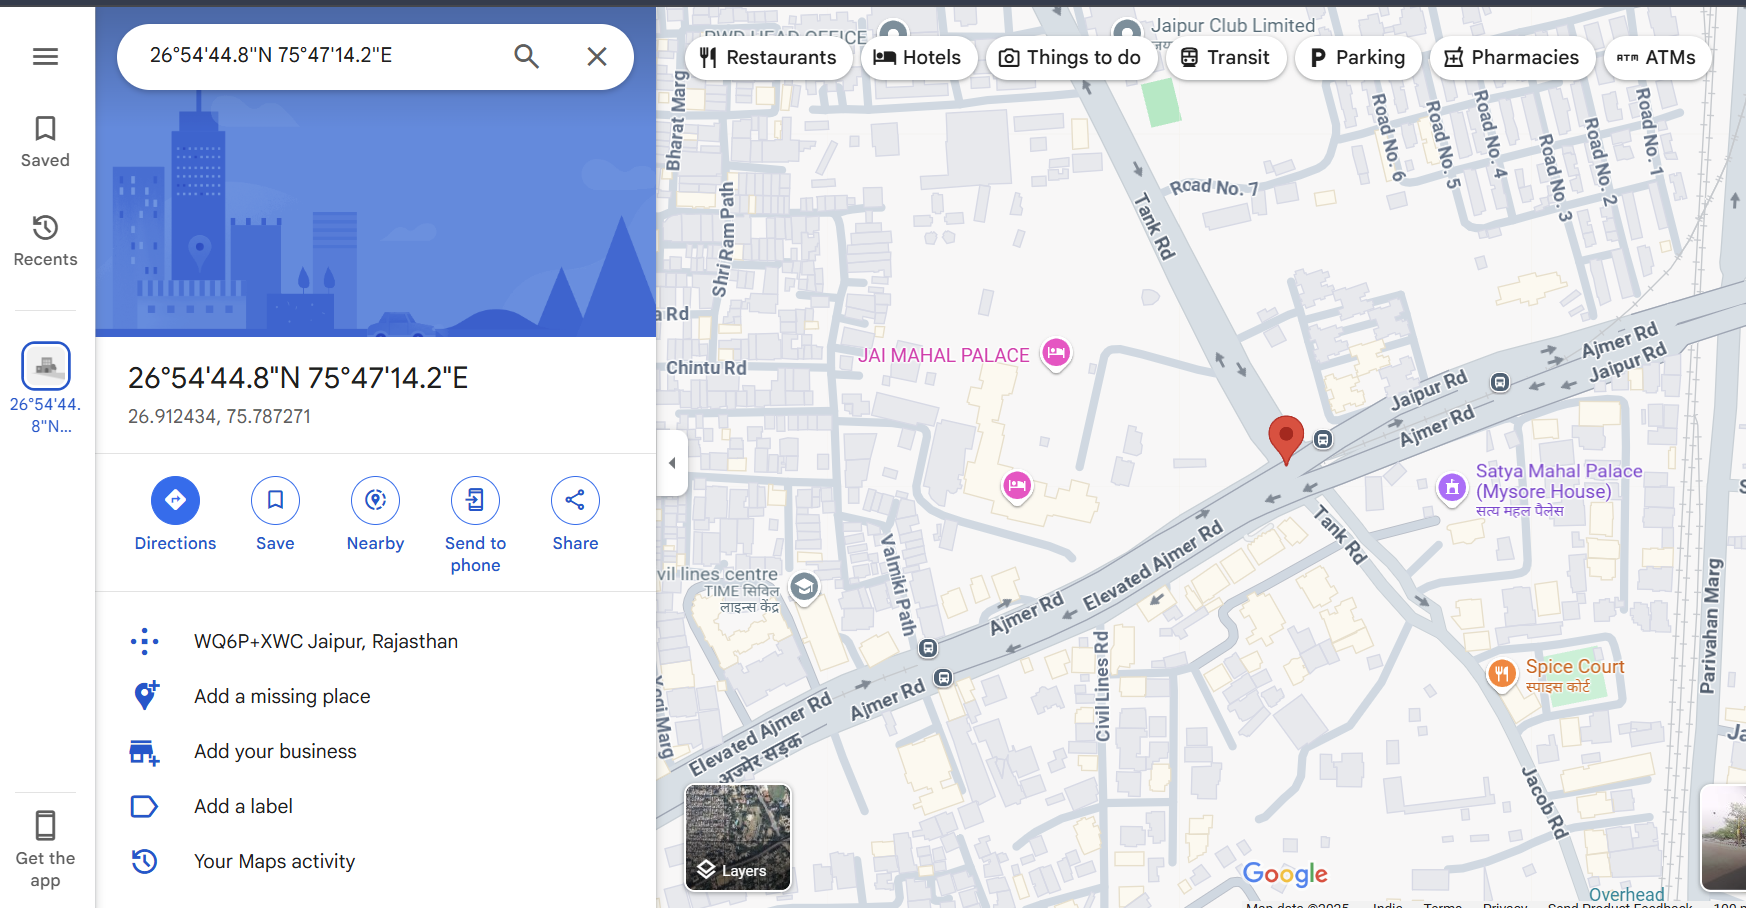 26°54'44.8"N 75°47'14.2"E
Saved
Recents
26°54'44.
8"N...
Get the
app
26°54'44.8"N 75°47'14.2"E
26.912434, 75.787271
Directions
Save
Nearby
Send to
phone
Share
WQ6P+XWC Jaipur, Rajasthan
Add a missing place
Add your business
Add a label
Your Maps activity
Restaurants
Hotels
Things to do
Transit
Parking
Pharmacies
ATM ATMs
PWD HEAD OFFICE
Jaipur Club Limited
Bharat Marg
Shri Ram Path
a Rd
Chintu Rd
Tank Rd
Road No. 7
Road No. 6
Road No. 5
Road No. 4
Road No. 3
Road No. 2
Road No. 1
JAI MAHAL PALACE
Ajmer Rd
Jaipur Rd
Jaipur Rd
Ajmer Rd
Satya Mahal Palace
(Mysore House)
सत्य महल पैलेस
Tank Rd
Elevated Ajmer Rd
Ajmer Rd
Valmiki Path
vil lines centre
TIME सिविल
लाइन्स केंद्र
Civil Lines Rd
Parivahan Marg
Spice Court
स्पाइस कोर्ट
Ajmer Rd
Elevated Ajmer Rd
अजमेर सड़क
Yogi Marg
Jacob Rd
Ja
Layers
Google
Overhead
Map data ©2025
India
Terms
Privacy
Send Product Feedback
100 m